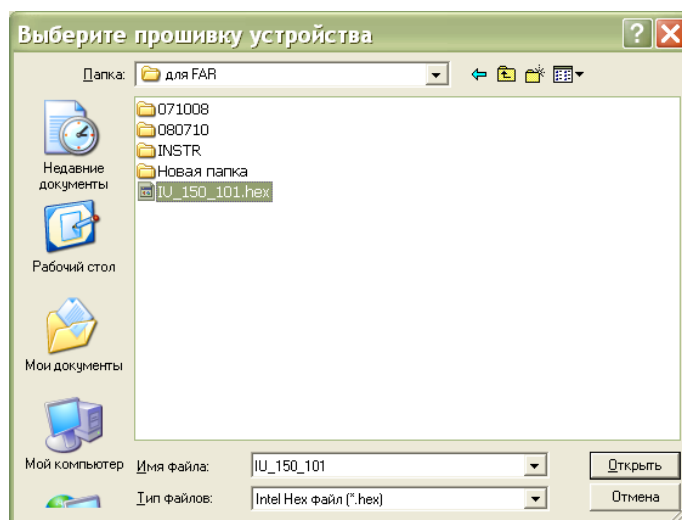 Выберите прошивку устройства
Папка: для FAR
071008
080710
INSTR
Новая папка
IU_150_101.hex
Недавние
документы
Рабочий стол
Мои документы
Мой компьютер
Имя файла: IU_150_101 Открыть
Тип файлов: Intel Hex файл (*.hex) Отмена